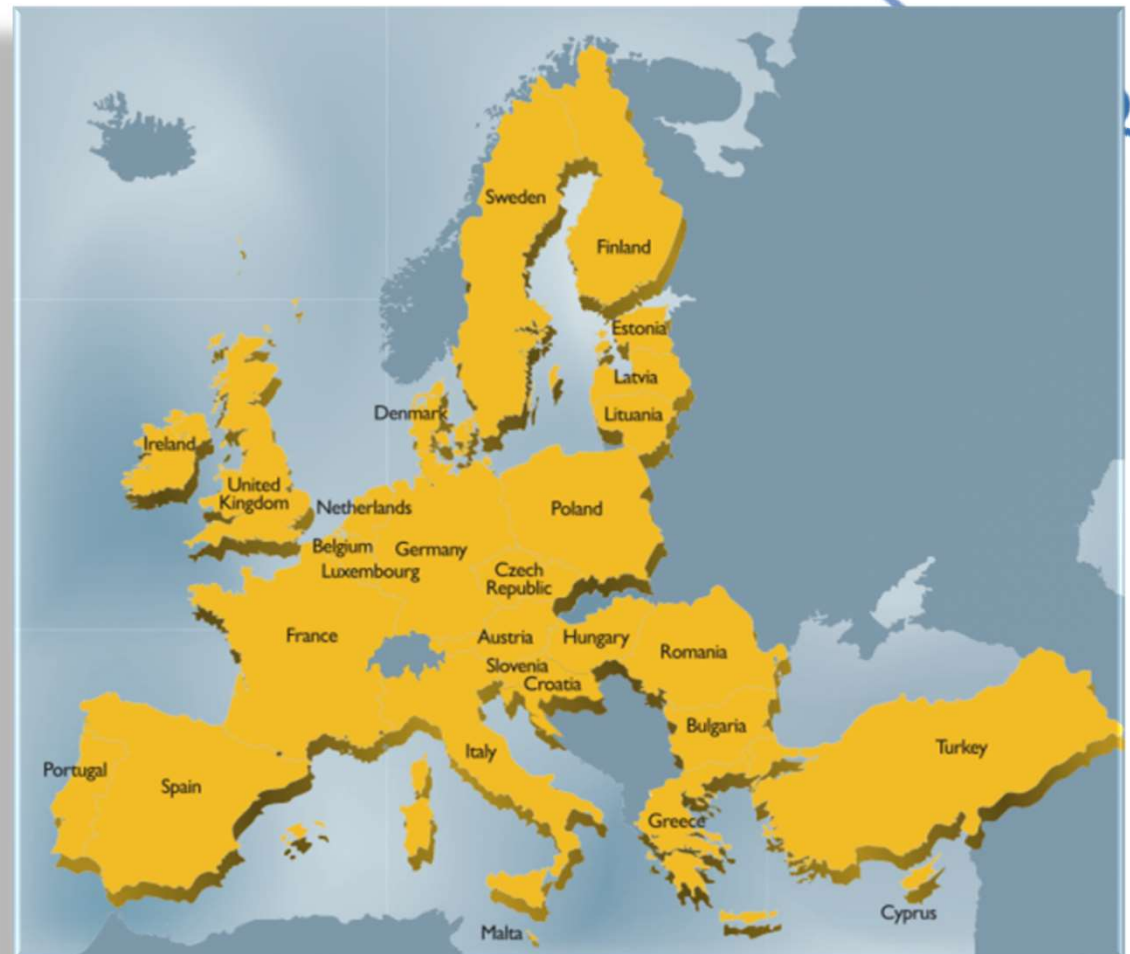 Sweden
Finland
Estonia
Latvia
Lituania
Denmark
Ireland
United
Kingdom
Netherlands
Belgium
Germany
Luxembourg
Poland
Czech
Republic
France
Austria
Hungary
Slovenia
Croatia
Romania
Bulgaria
Italy
Portugal
Spain
Turkey
Greece
Cyprus
Malta